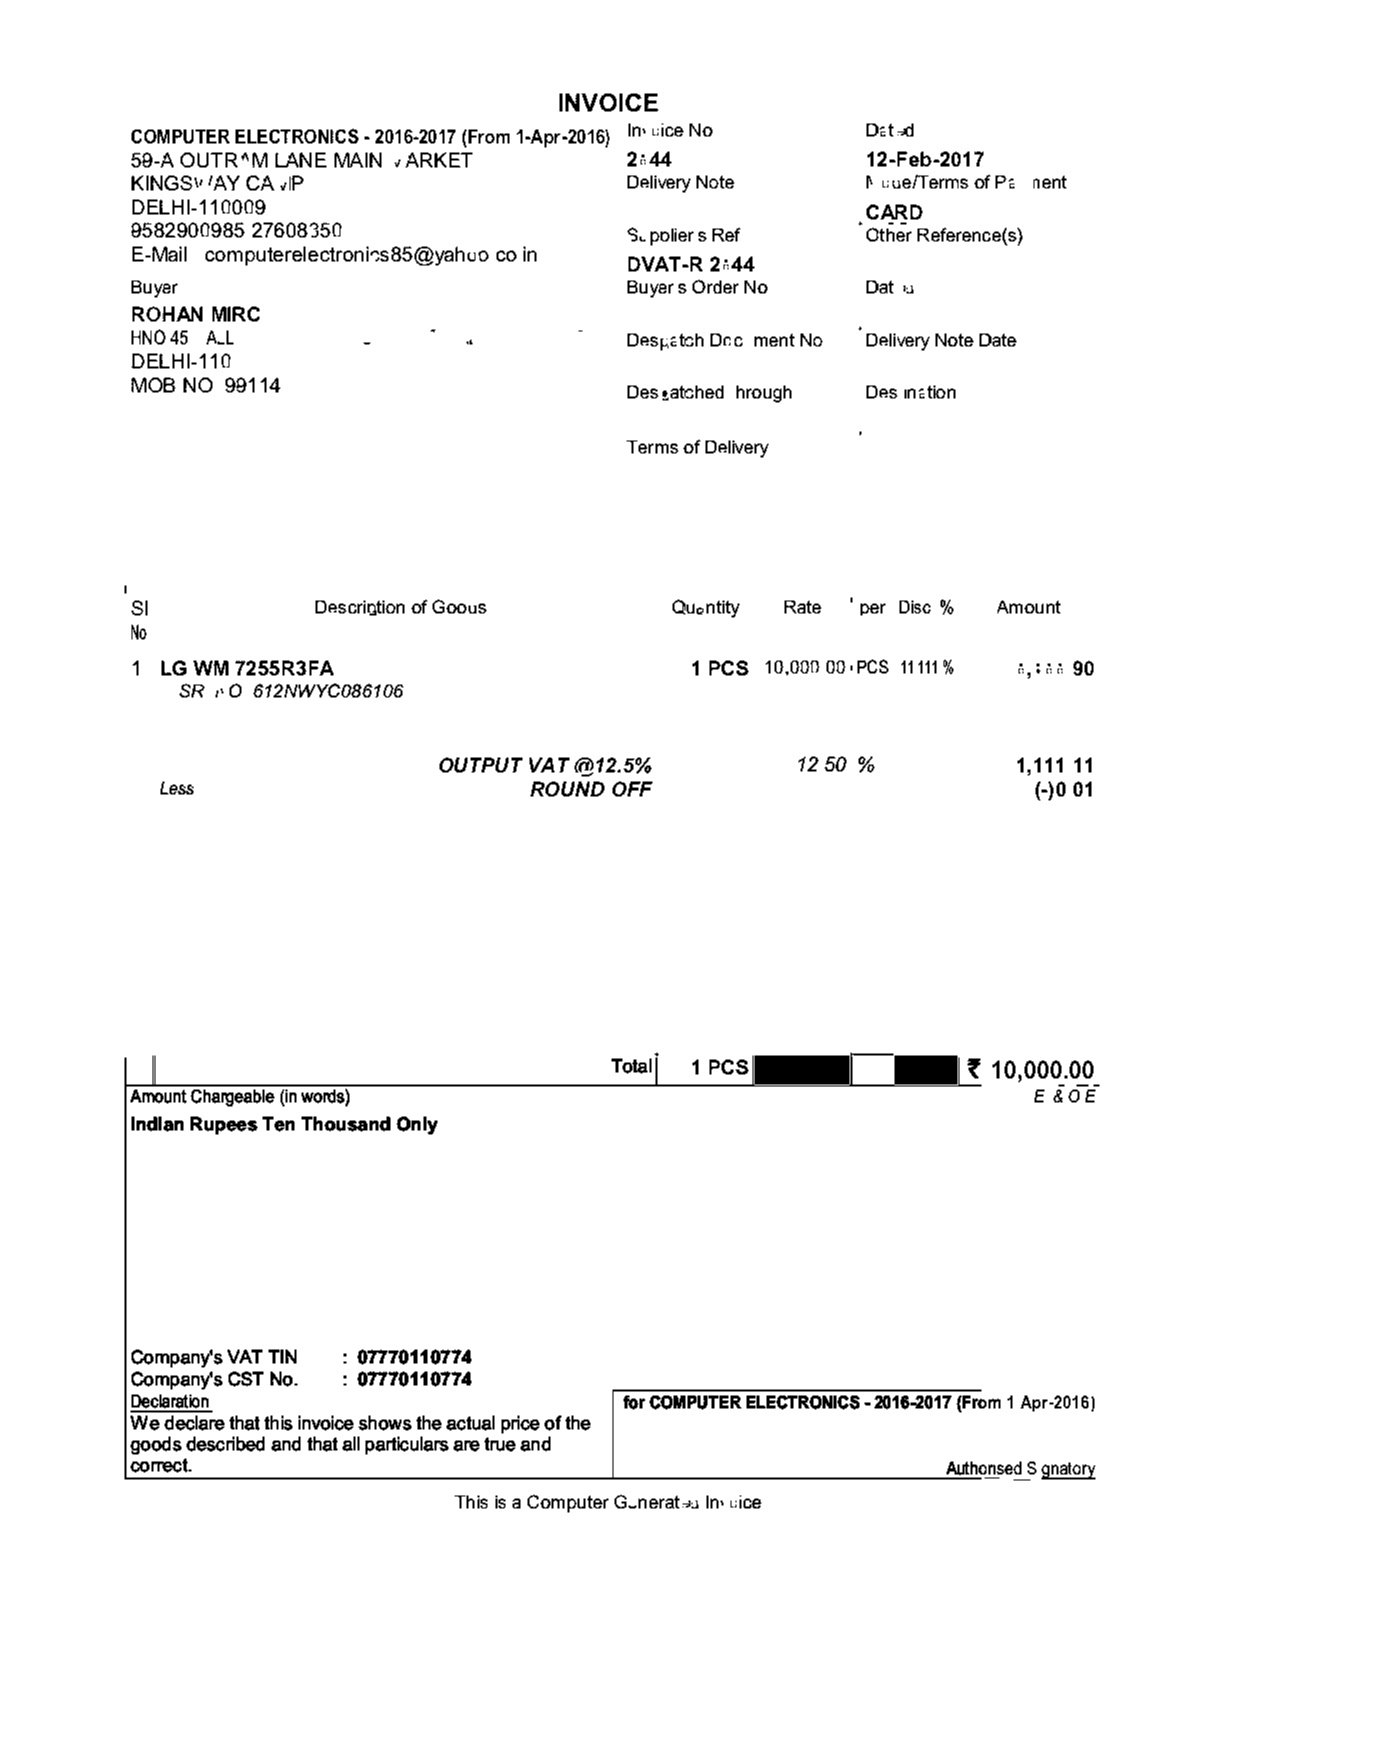 INVOICE
COMPUTER ELECTRONICS - 2016-2017 (From 1-Apr-2016)
59-A OUTRAM LANE MAIN MARKET
KINGSWAY CAMP
DELHI-110009
9582900985 27608350
E-Mail computerelectronics85@yahoo co in
Buyer
ROHAN MIRC
HNO 45
DELHI-110
MOB NO 99114
Invoice No
Dated
12-Feb-2017
Delivery Note
Mode/Terms of Payment
CARD
Supplier s Ref
Other Reference(s)
DVAT-R
Buyer s Order No
Dated
Despatch Document No
Delivery Note Date
Despatched through
Destination
Terms of Delivery
Sl No Description of Goods Quantity Rate per Disc % Amount
1 LG WM 7255R3FA 1 PCS 10,000 00 PCS 11 111 % 90
SR NO 612NWYC086106
OUTPUT VAT @12.5% 12 50 % 1,111 11
Less ROUND OFF (-)0 01
Total 1 PCS ₹ 10,000.00
Amount Chargeable (in words) E & O E
Indian Rupees Ten Thousand Only
Company's VAT TIN : 07770110774
Company's CST No. : 07770110774
Declaration
We declare that this invoice shows the actual price of the
goods described and that all particulars are true and
correct.
for COMPUTER ELECTRONICS - 2016-2017 (From 1 Apr-2016)
Authorised Signatory
This is a Computer Generated Invoice